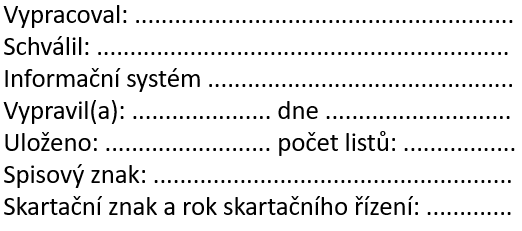 Vypracoval: ........................................................
Schválil: .............................................................
Informační systém .............................................
Vypravil(a): ..................... dne ............................
Uloženo: ......................... počet listů: .................
Spisový znak: .....................................................
Skartační znak a rok skartačního řízení: .............